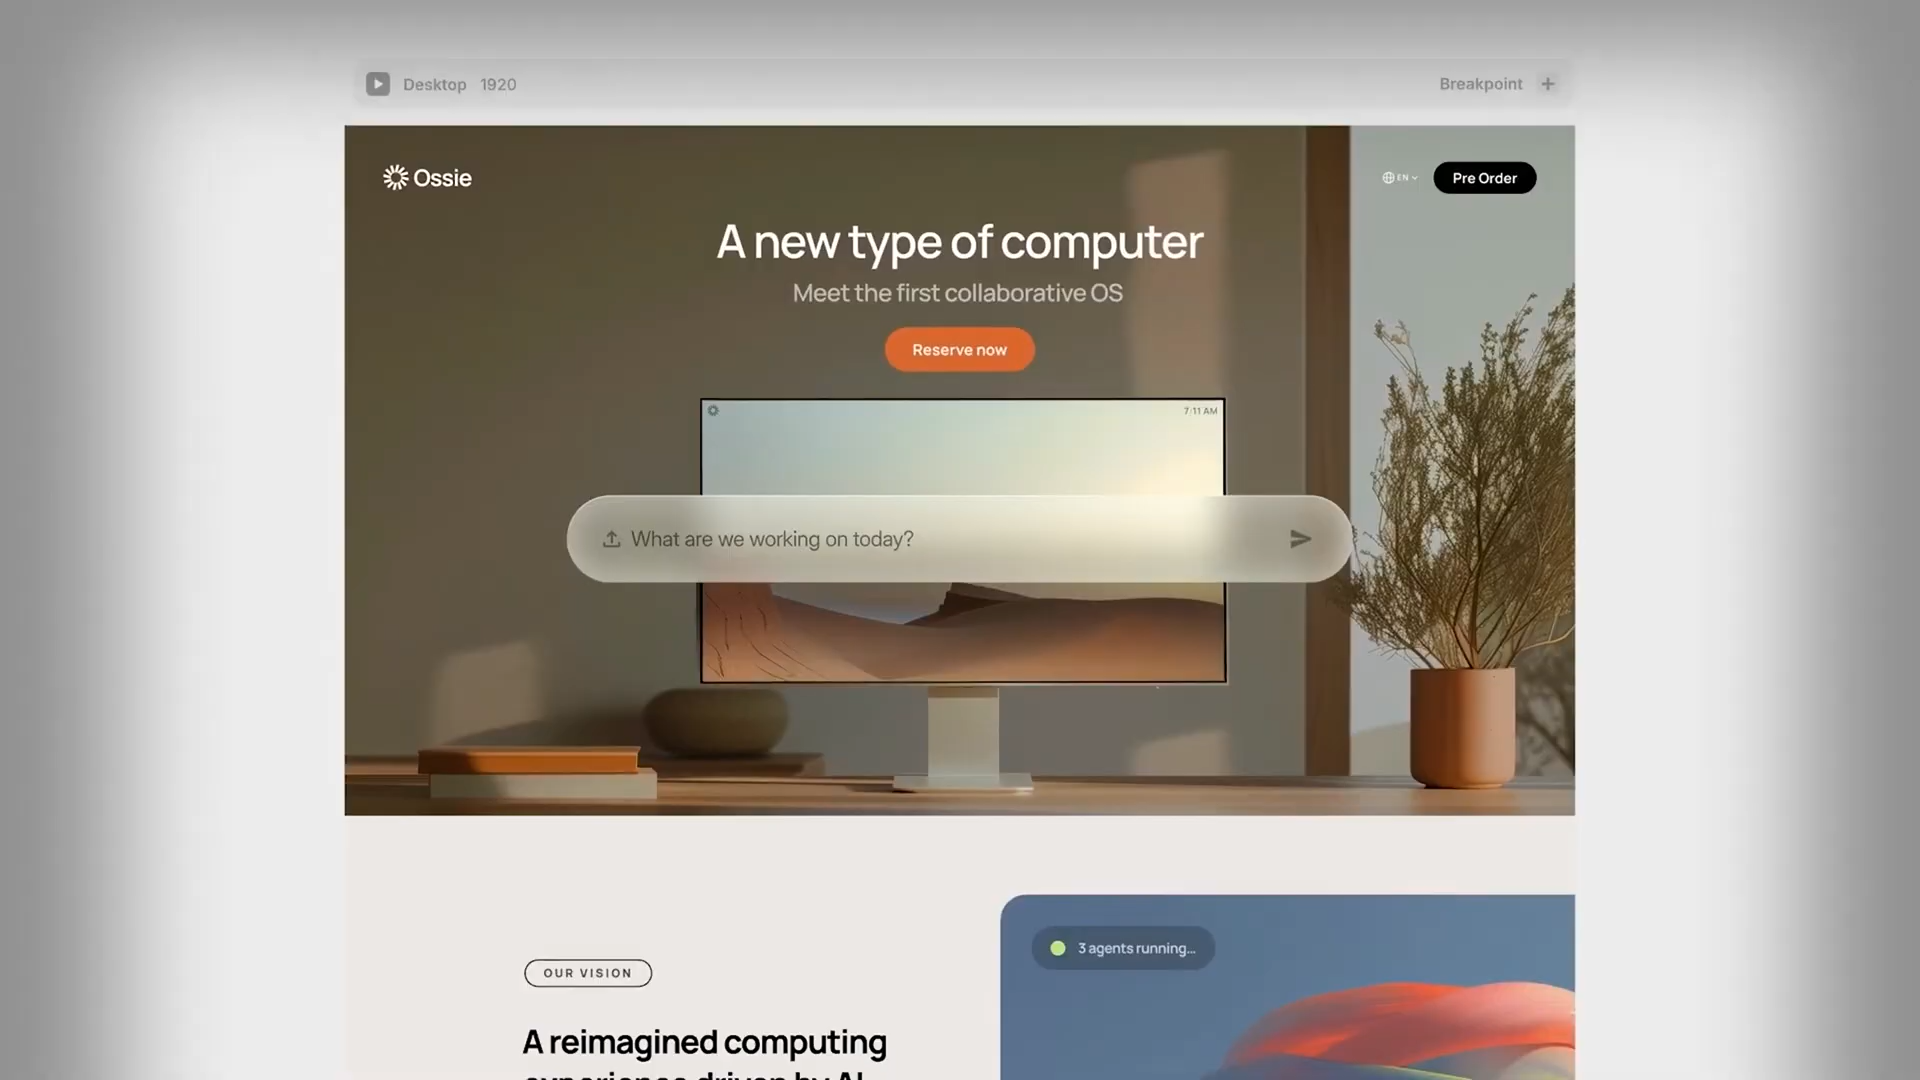 Desktop 1920
Breakpoint +
Ossie
EN
Pre Order
A new type of computer
Meet the first collaborative OS
Reserve now
7:11 AM
What are we working on today?
3 agents running...
OUR VISION
A reimagined computing
experience driven by AI